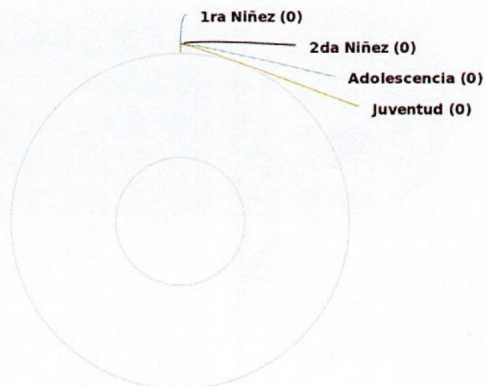 1ra Niñez (0)
2da Niñez (0)
Adolescencia (0)
Juventud (0)